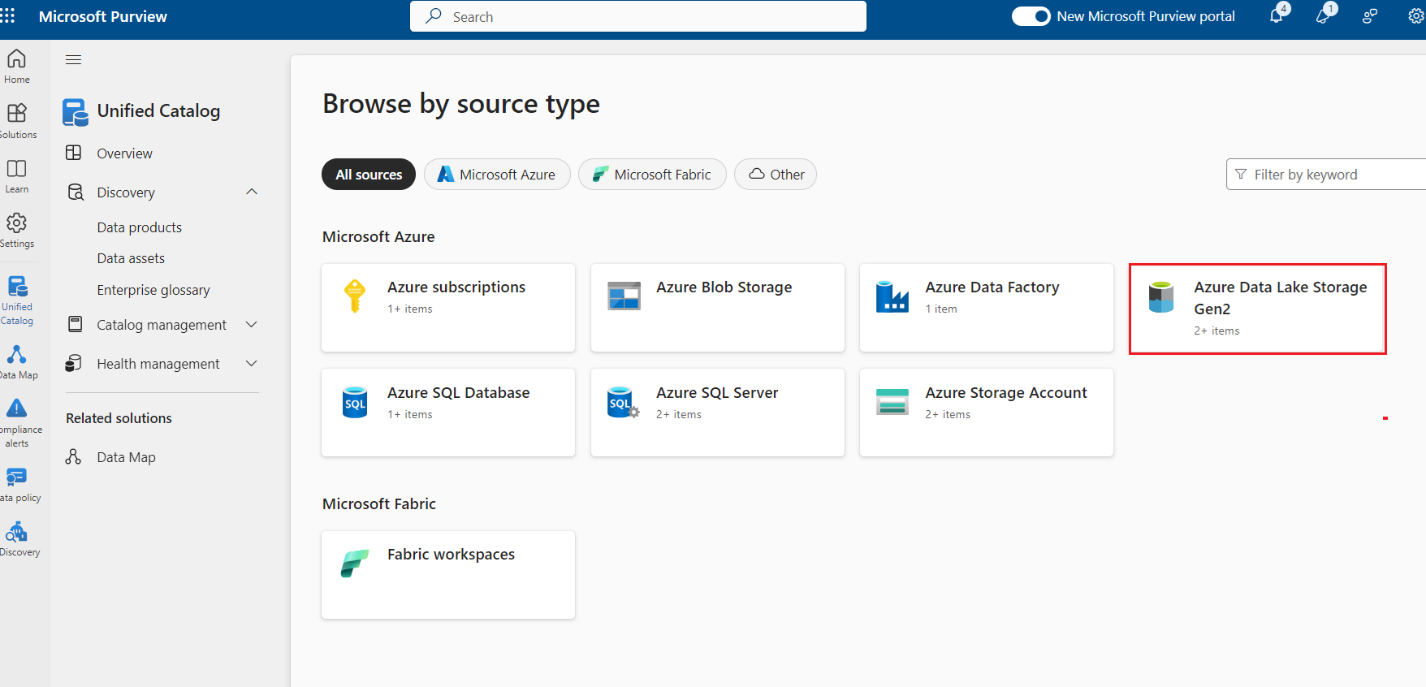 Microsoft Purview
Search
New Microsoft Purview portal
4
1
Home
Solutions
Learn
Settings
Unified
Catalog
Data Map
ompliance
alerts
ata policy
Discovery
Unified Catalog
Overview
Discovery
Data products
Data assets
Enterprise glossary
Catalog management
Health management
Related solutions
Data Map
Browse by source type
All sources
Microsoft Azure
Microsoft Fabric
Other
Filter by keyword
Microsoft Azure
Azure subscriptions
1+ items
Azure Blob Storage
Azure Data Factory
1 item
Azure Data Lake Storage
Gen2
2+ items
SQL
Azure SQL Database
1+ items
SQL
Azure SQL Server
2+ items
Azure Storage Account
2+ items
Microsoft Fabric
Fabric workspaces